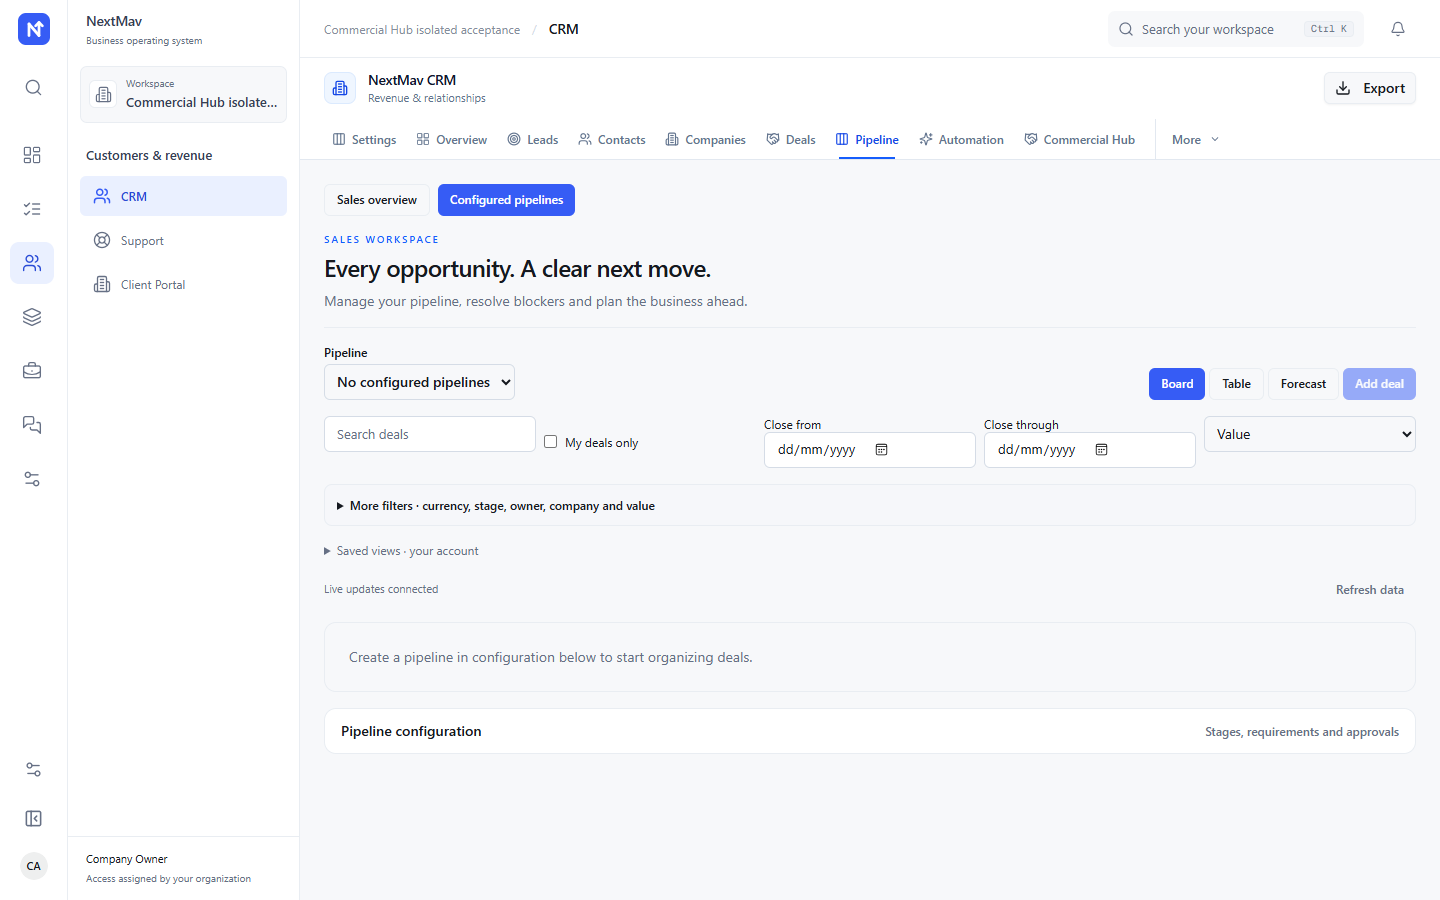 NextMav
Business operating system
Workspace
Commercial Hub isolate...
Customers & revenue
CRM
Support
Client Portal
CA
Company Owner
Access assigned by your organization
Commercial Hub isolated acceptance / CRM
Search your workspace Ctrl K
NextMav CRM
Revenue & relationships
Export
Settings Overview Leads Contacts Companies Deals Pipeline Automation Commercial Hub More
Sales overview Configured pipelines
SALES WORKSPACE
Every opportunity. A clear next move.
Manage your pipeline, resolve blockers and plan the business ahead.
Pipeline
No configured pipelines
Board Table Forecast Add deal
Search deals
My deals only
Close from
dd/mm/yyyy
Close through
dd/mm/yyyy
Value
More filters · currency, stage, owner, company and value
Saved views · your account
Live updates connected
Refresh data
Create a pipeline in configuration below to start organizing deals.
Pipeline configuration
Stages, requirements and approvals